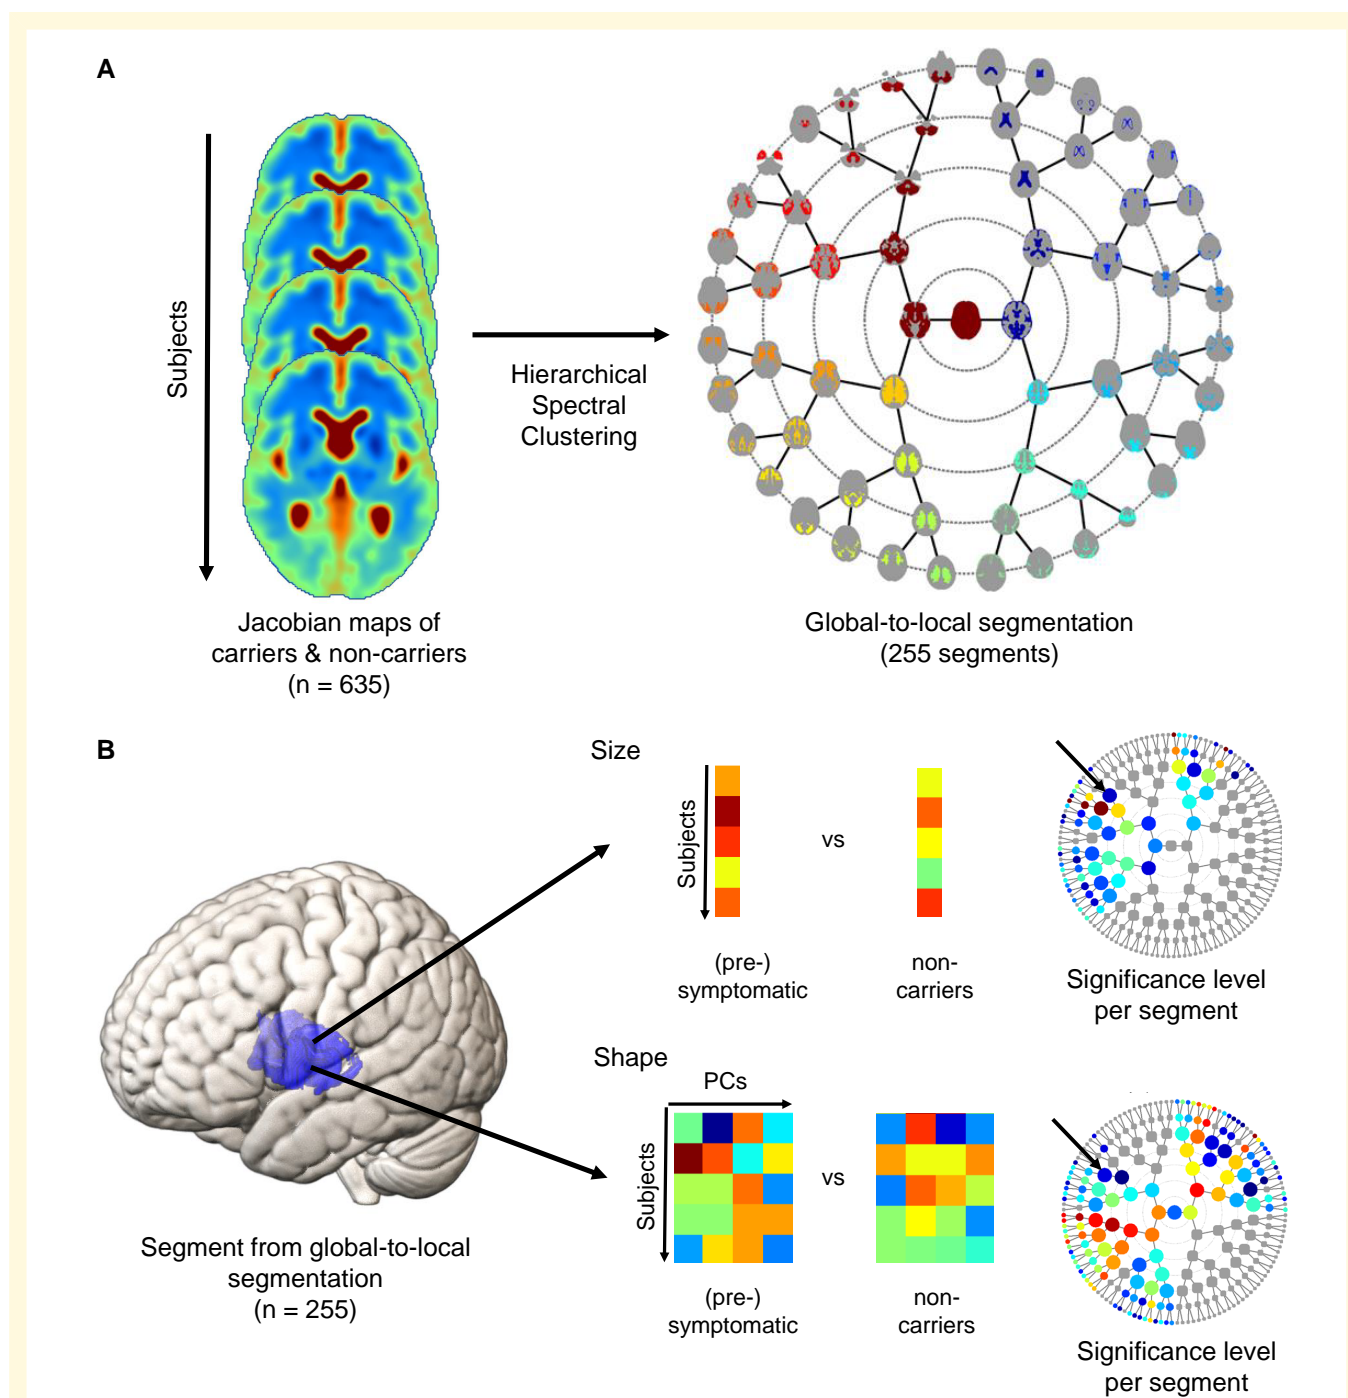 A
Subjects
Hierarchical
Spectral
Clustering
Jacobian maps of
carriers & non-carriers
(n = 635)
Global-to-local segmentation
(255 segments)
B
Size
Subjects
vs
(pre-)
symptomatic
non-
carriers
Significance level
per segment
Segment from global-to-local
segmentation
(n = 255)
Shape
PCs
Subjects
vs
(pre-)
symptomatic
non-
carriers
Significance level
per segment